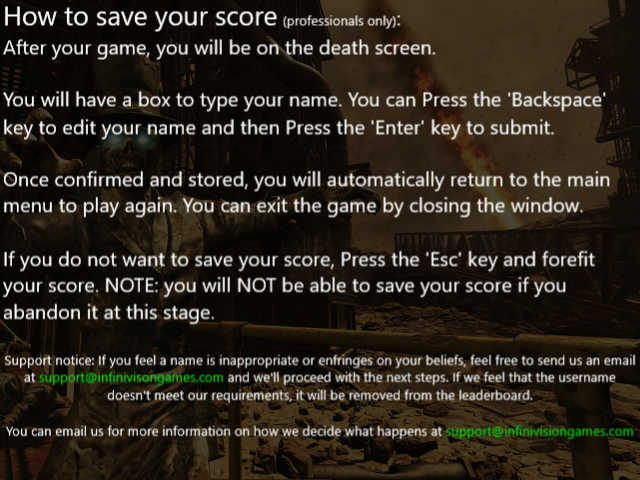 How to save your score (professionals only):
After your game, you will be on the death screen.
You will have a box to type your name. You can Press the 'Backspace'
key to edit your name and then Press the 'Enter' key to submit.
Once confirmed and stored, you will automatically return to the main
menu to play again. You can exit the game by closing the window.
If you do not want to save your score, Press the 'Esc' key and forefit
your score. NOTE: you will NOT be able to save your score if you
abandon it at this stage.
Support notice: If you feel a name is inappropriate or enfringes on your beliefs, feel free to send us an email
at support@infinivisongames.com and we'll proceed with the next steps. If we feel that the username
doesn't meet our requirements, it will be removed from the leaderboard.
You can email us for more information on how we decide what happens at support@infinivisiongames.com